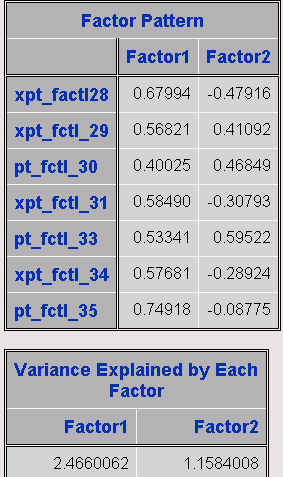 Factor Pattern
Factor1 Factor2
xpt_factl28 0.67994 -0.47916
xpt_fctl_29 0.56821 0.41092
pt_fctl_30 0.40025 0.46849
xpt_fctl_31 0.58490 -0.30793
pt_fctl_33 0.53341 0.59522
xpt_fctl_34 0.57681 -0.28924
pt_fctl_35 0.74918 -0.08775
Variance Explained by Each
Factor
Factor1 Factor2
2.4660062 1.1584008